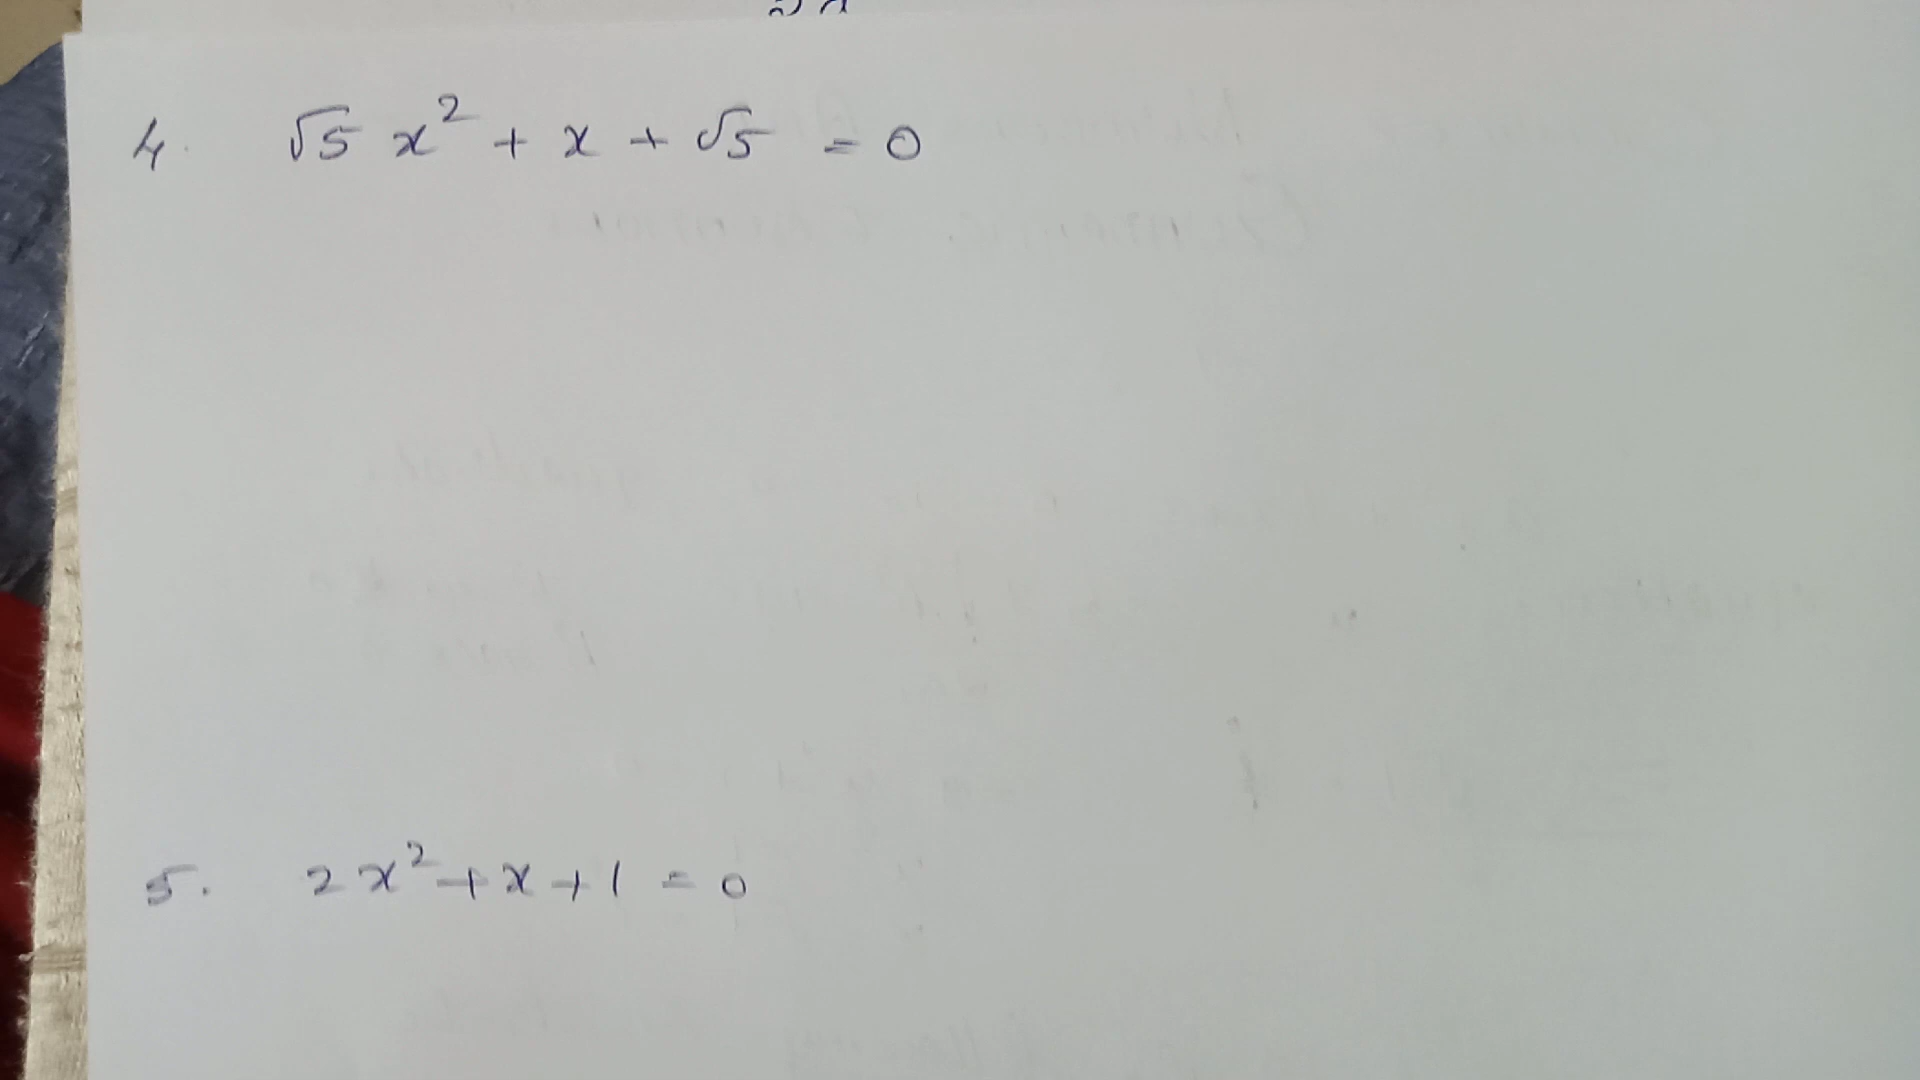 4. √5 x² + x + √5 = 0
5. 2x² + x + 1 = 0